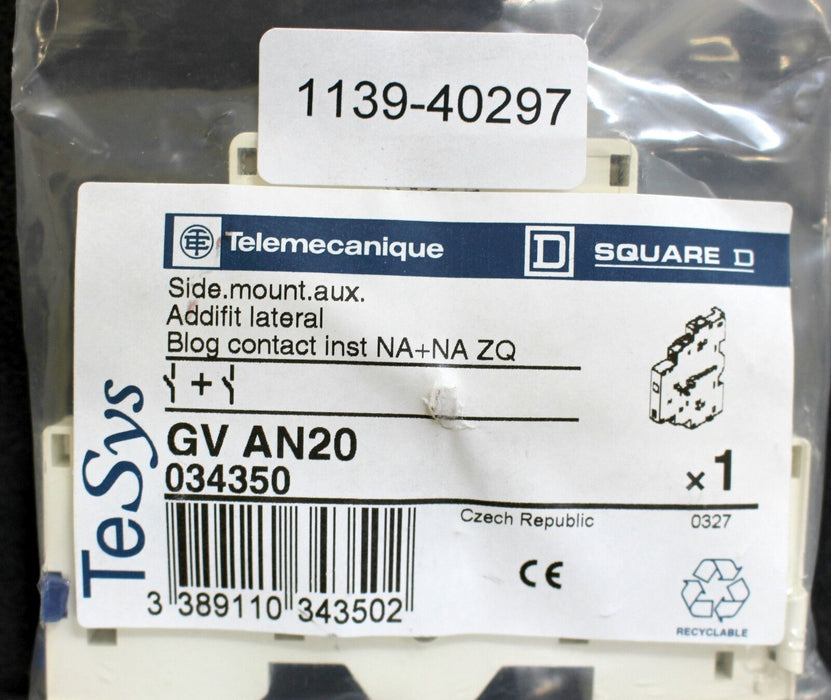 1139-40297
Telemecanique
D SQUARE D
Side.mount.aux.
Addifit lateral
Blog contact inst NA+NA ZQ
+
GV AN20
034350
x 1
TeSys
Czech Republic
0327
CE
3 389110 343502
RECYCLABLE